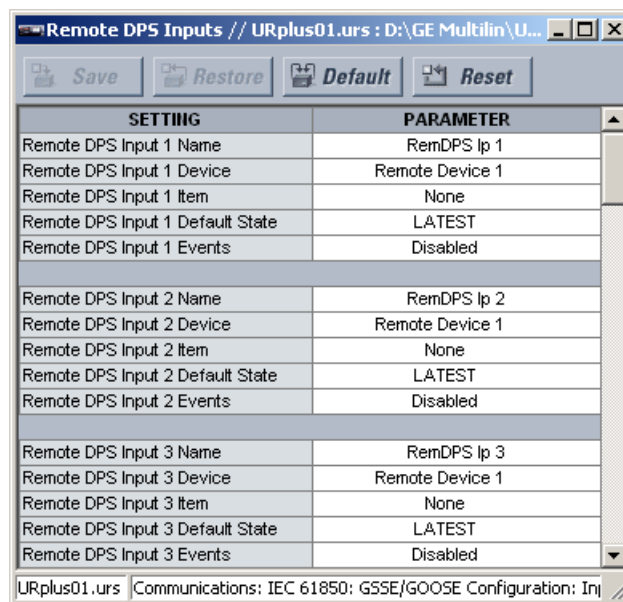 Remote DPS Inputs // URplus01.urs : D:\GE Multilin\U...
Save Restore Default Reset
SETTING PARAMETER
Remote DPS Input 1 Name RemDPS Ip 1
Remote DPS Input 1 Device Remote Device 1
Remote DPS Input 1 Item None
Remote DPS Input 1 Default State LATEST
Remote DPS Input 1 Events Disabled
Remote DPS Input 2 Name RemDPS Ip 2
Remote DPS Input 2 Device Remote Device 1
Remote DPS Input 2 Item None
Remote DPS Input 2 Default State LATEST
Remote DPS Input 2 Events Disabled
Remote DPS Input 3 Name RemDPS Ip 3
Remote DPS Input 3 Device Remote Device 1
Remote DPS Input 3 Item None
Remote DPS Input 3 Default State LATEST
Remote DPS Input 3 Events Disabled
URplus01.urs Communications: IEC 61850: GSSE/GOOSE Configuration: